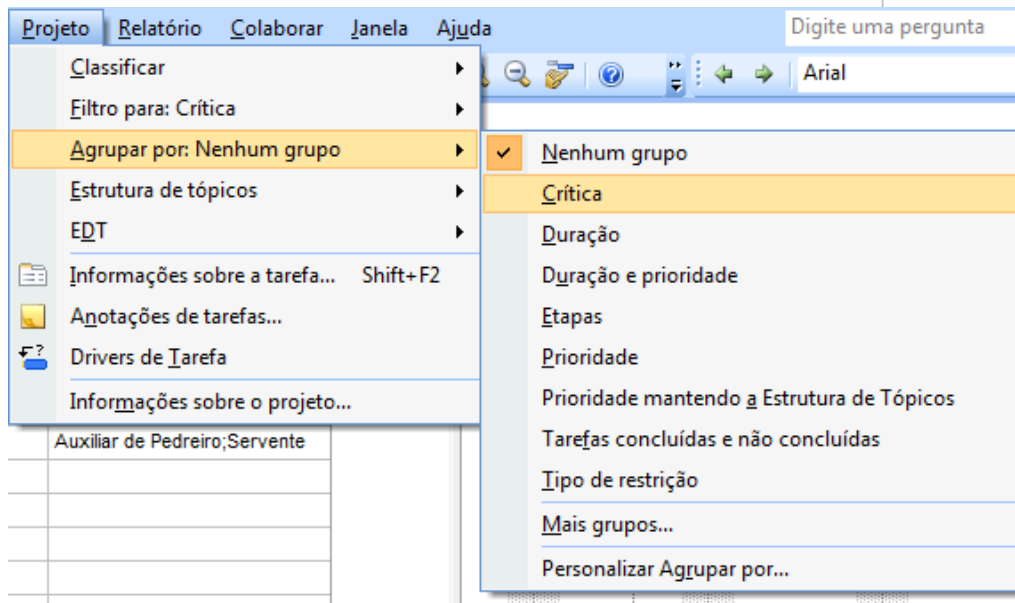 Projeto Relatório Colaborar Janela Ajuda Digite uma pergunta
Arial
Classificar
Filtro para: Crítica
Agrupar por: Nenhum grupo
Estrutura de tópicos
EDT
Informações sobre a tarefa... Shift+F2
Anotações de tarefas...
Drivers de Tarefa
Informações sobre o projeto...
Auxiliar de Pedreiro;Servente
Nenhum grupo
Crítica
Duração
Duração e prioridade
Etapas
Prioridade
Prioridade mantendo a Estrutura de Tópicos
Tarefas concluídas e não concluídas
Tipo de restrição
Mais grupos...
Personalizar Agrupar por...